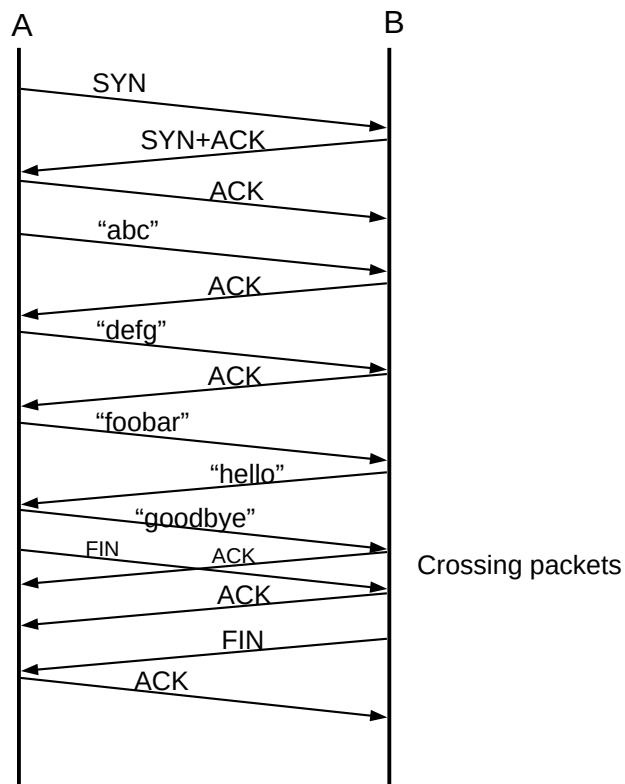 A
B
SYN
SYN+ACK
ACK
“abc”
ACK
“defg”
ACK
“foobar”
“hello”
“goodbye”
FIN
ACK
Crossing packets
ACK
FIN
ACK